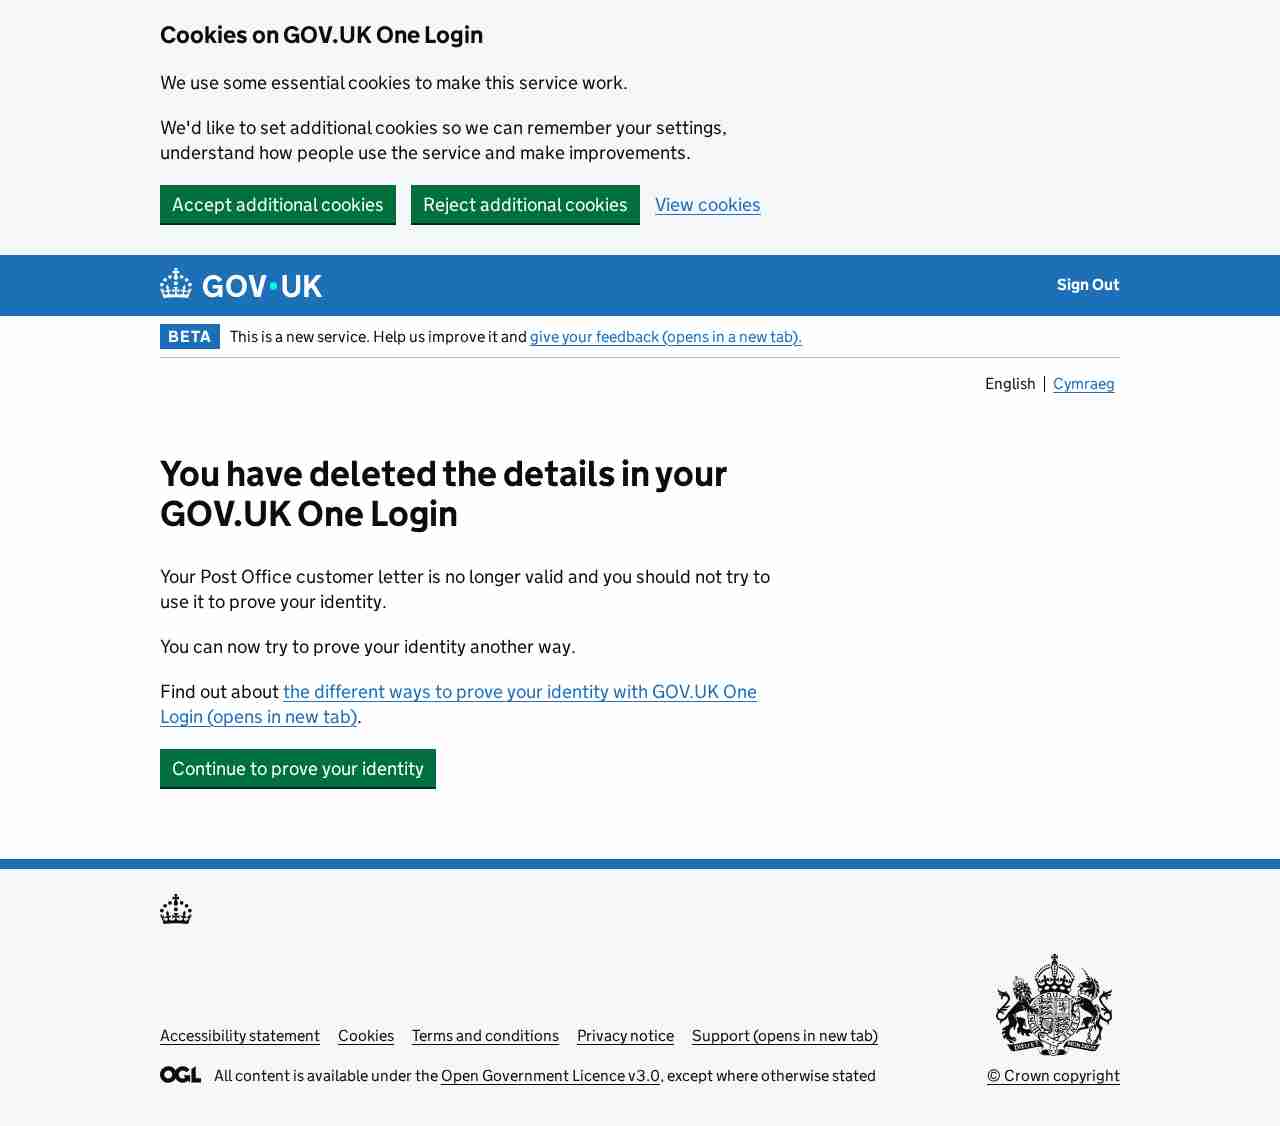 Cookies on GOV.UK One Login
We use some essential cookies to make this service work.
We'd like to set additional cookies so we can remember your settings,
understand how people use the service and make improvements.
Accept additional cookies Reject additional cookies View cookies
GOV·UK Sign Out
BETA This is a new service. Help us improve it and give your feedback (opens in a new tab).
English Cymraeg
You have deleted the details in your
GOV.UK One Login
Your Post Office customer letter is no longer valid and you should not try to
use it to prove your identity.
You can now try to prove your identity another way.
Find out about the different ways to prove your identity with GOV.UK One
Login (opens in new tab).
Continue to prove your identity
Accessibility statement Cookies Terms and conditions Privacy notice Support (opens in new tab)
OGL All content is available under the Open Government Licence v3.0, except where otherwise stated
© Crown copyright